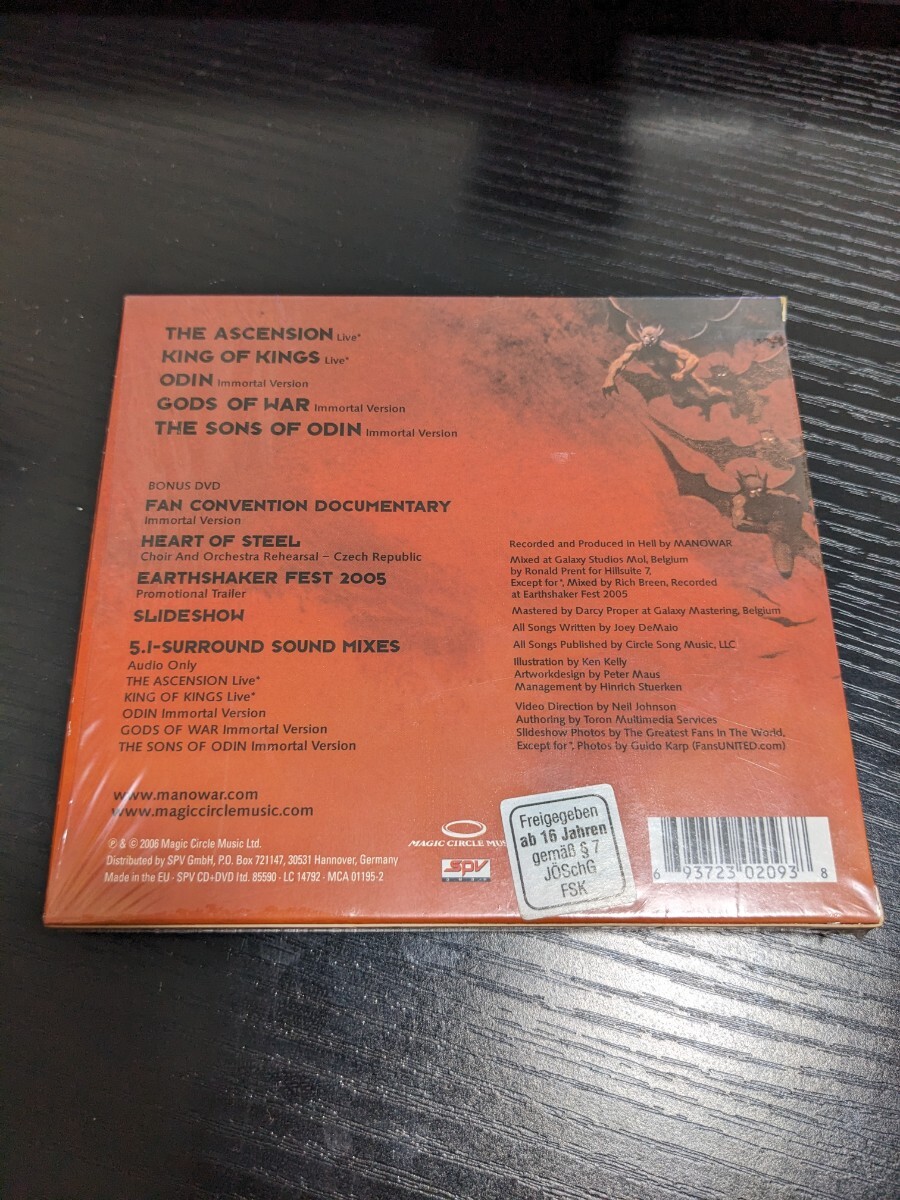 THE ASCENSION Live*
KING OF KINGS Live*
ODIN Immortal Version
GODS OF WAR Immortal Version
THE SONS OF ODIN Immortal Version
BONUS DVD
FAN CONVENTION DOCUMENTARY
Immortal Version
HEART OF STEEL
Choir And Orchestra Rehearsal – Czech Republic
EARTHSHAKER FEST 2005
Promotional Trailer
SLIDESHOW
5.1-SURROUND SOUND MIXES
Audio Only
THE ASCENSION Live*
KING OF KINGS Live*
ODIN Immortal Version
GODS OF WAR Immortal Version
THE SONS OF ODIN Immortal Version
www.manowar.com
www.magiccirclemusic.com
Recorded and Produced in Hell by MANOWAR
Mixed at Galaxy Studios Mol, Belgium
by Ronald Prent for Hillsuite 7,
Except for*, Mixed by Rich Breen, Recorded
at Earthshaker Fest 2005
Mastered by Darcy Proper at Galaxy Mastering, Belgium
All Songs Written by Joey DeMaio
All Songs Published by Circle Song Music, LLC
Illustration by Ken Kelly
Artworkdesign by Peter Maus
Management by Hinrich Stuerken
Video Direction by Neil Johnson
Authoring by Toron Multimedia Services
Slideshow Photos by The Greatest Fans In The World,
Except for*, Photos by Guido Karp (FansUNITED.com)
℗ & © 2006 Magic Circle Music Ltd.
Distributed by SPV GmbH, P.O. Box 721147, 30531 Hannover, Germany
Made in the EU · SPV CD+DVD ltd. 85590 · LC 14792 · MCA 01195-2
MAGIC CIRCLE MU
SPV
GMBH
Freigegeben
ab 16 Jahren
gemäß § 7
JÖSchG
FSK
6 93723 02093 8